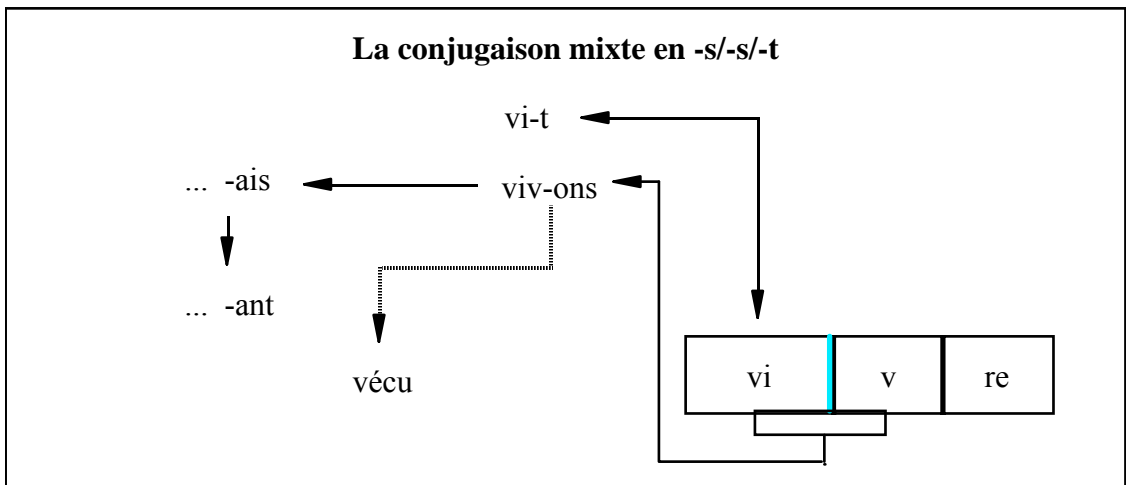 La conjugaison mixte en -s/-s/-t
vi-t
... -ais
viv-ons
... -ant
vécu
vi
v
re